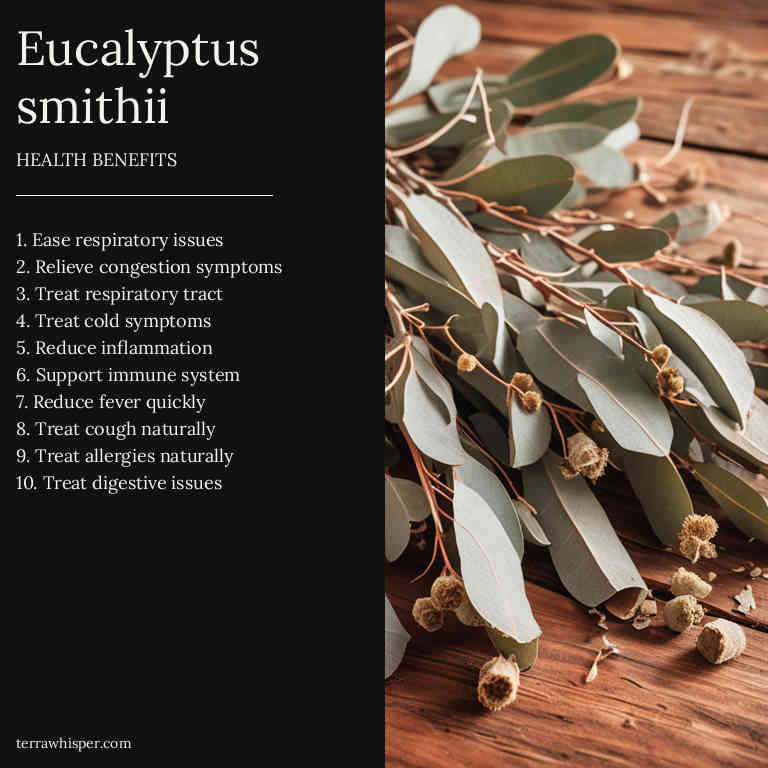 Eucalyptus
smithii
HEALTH BENEFITS
1. Ease respiratory issues
2. Relieve congestion symptoms
3. Treat respiratory tract
4. Treat cold symptoms
5. Reduce inflammation
6. Support immune system
7. Reduce fever quickly
8. Treat cough naturally
9. Treat allergies naturally
10. Treat digestive issues
terrawhisper.com